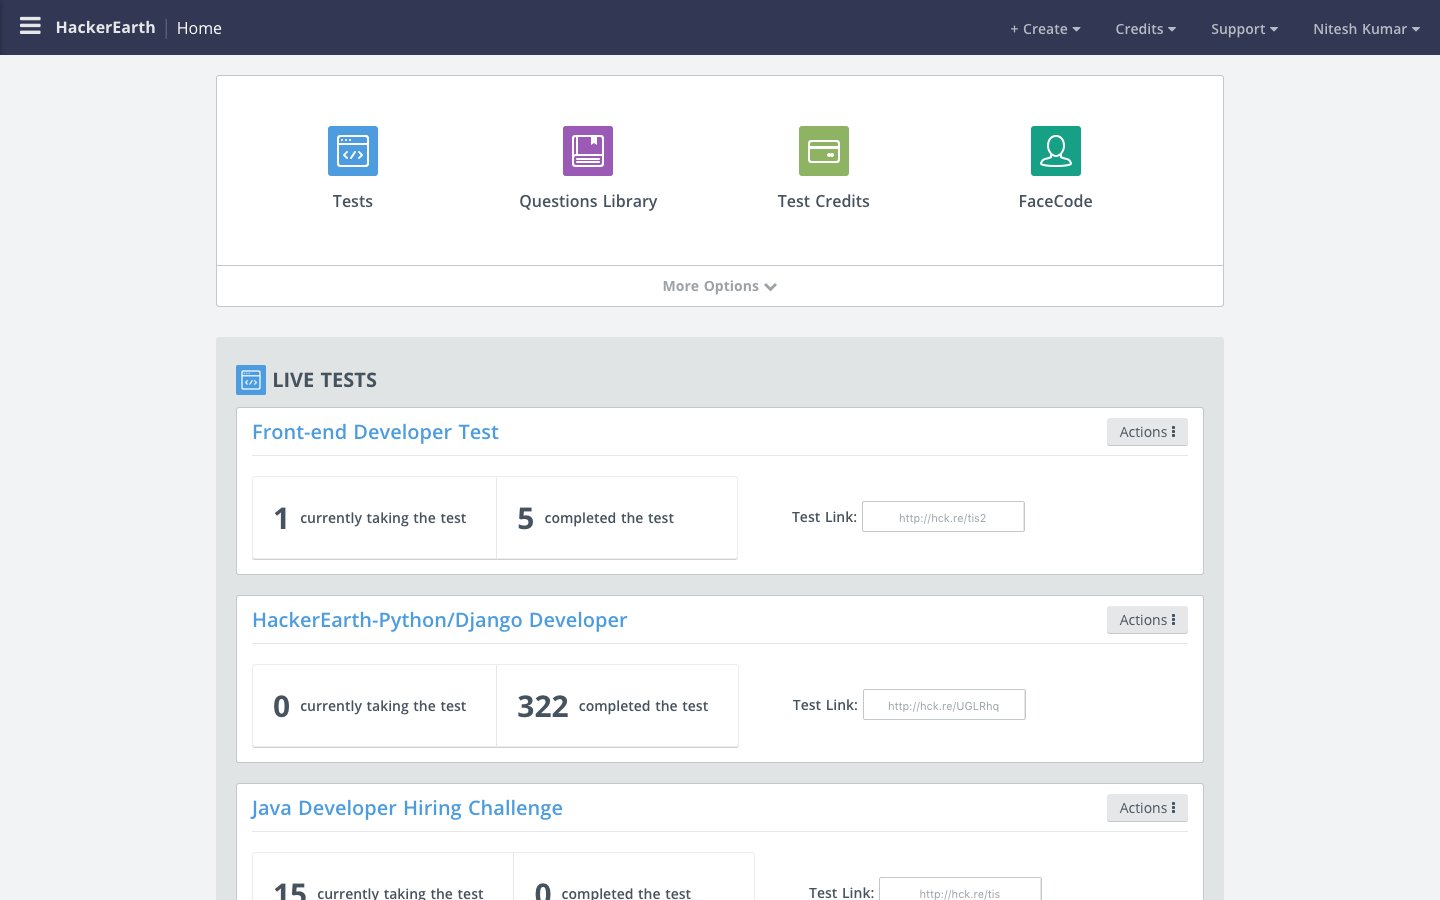 HackerEarth | Home + Create Credits Support Nitesh Kumar
Tests Questions Library Test Credits FaceCode
More Options
LIVE TESTS
Front-end Developer Test Actions
1 currently taking the test 5 completed the test Test Link: http://hck.re/tis2
HackerEarth-Python/Django Developer Actions
0 currently taking the test 322 completed the test Test Link: http://hck.re/UGLRhq
Java Developer Hiring Challenge Actions
15 currently taking the test 0 completed the test Test Link: http://hck.re/tis